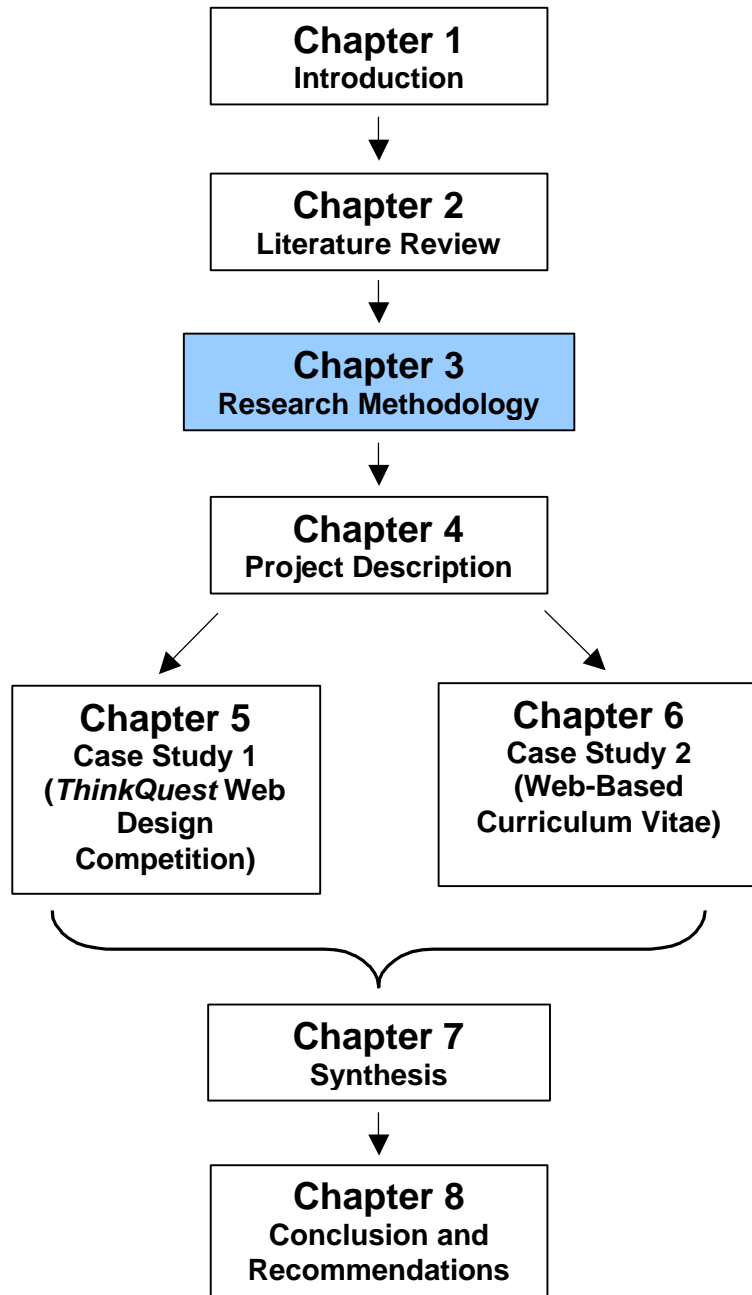 Chapter 1
Introduction
Chapter 2
Literature Review
Chapter 3
Research Methodology
Chapter 4
Project Description
Chapter 5
Case Study 1
(ThinkQuest Web
Design
Competition)
Chapter 6
Case Study 2
(Web-Based
Curriculum Vitae)
Chapter 7
Synthesis
Chapter 8
Conclusion and
Recommendations